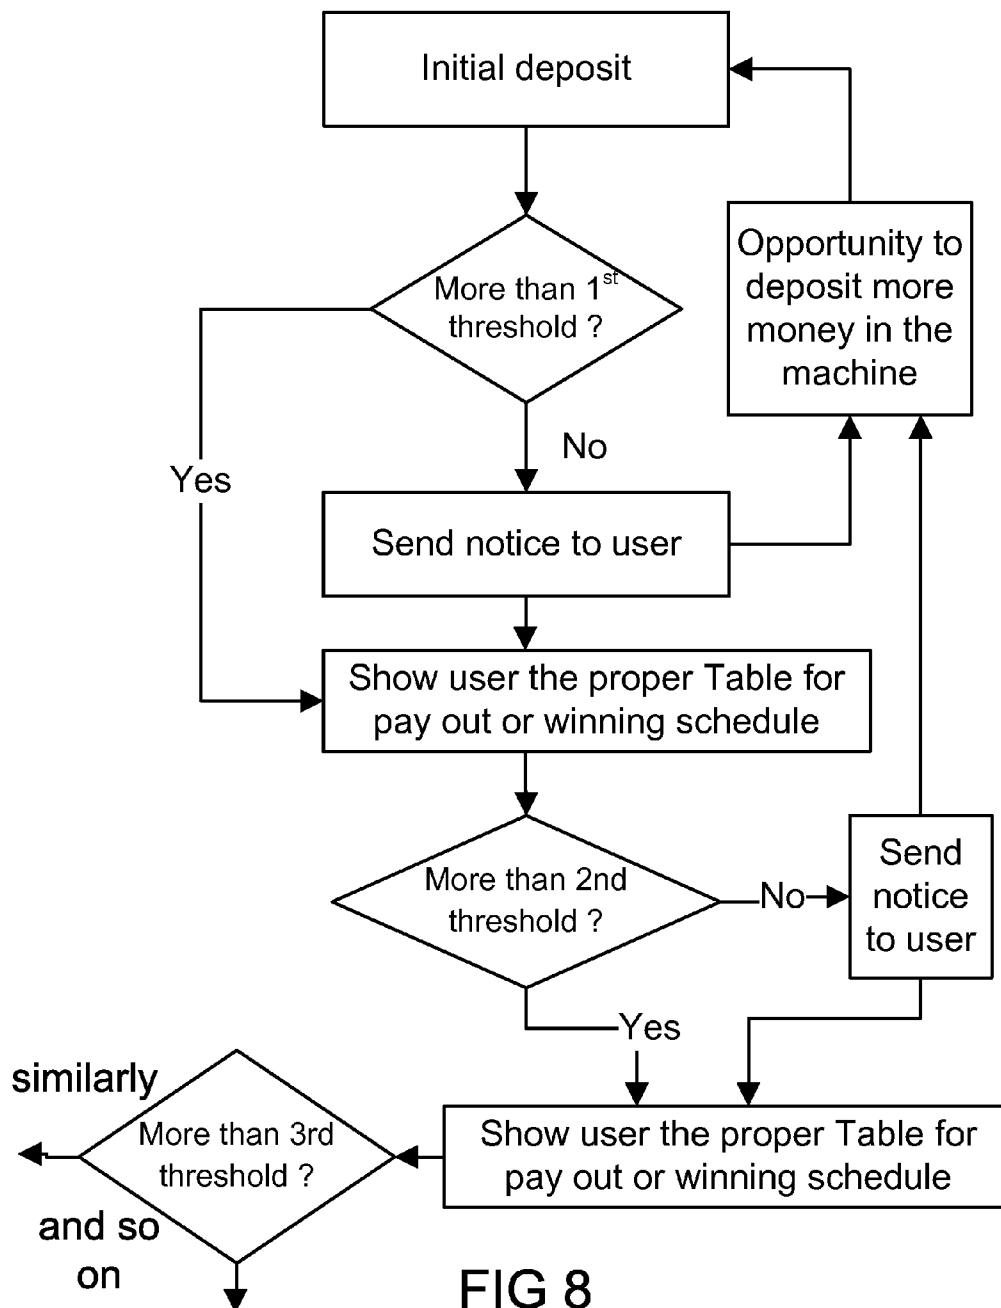 Initial deposit
Opportunity to
deposit more
money in the
machine
More than 1st
threshold ?
No
Yes
Send notice to user
Show user the proper Table for
pay out or winning schedule
More than 2nd
threshold ?
No
Send
notice
to user
Yes
similarly
More than 3rd
threshold ?
Show user the proper Table for
pay out or winning schedule
and so
on
FIG 8